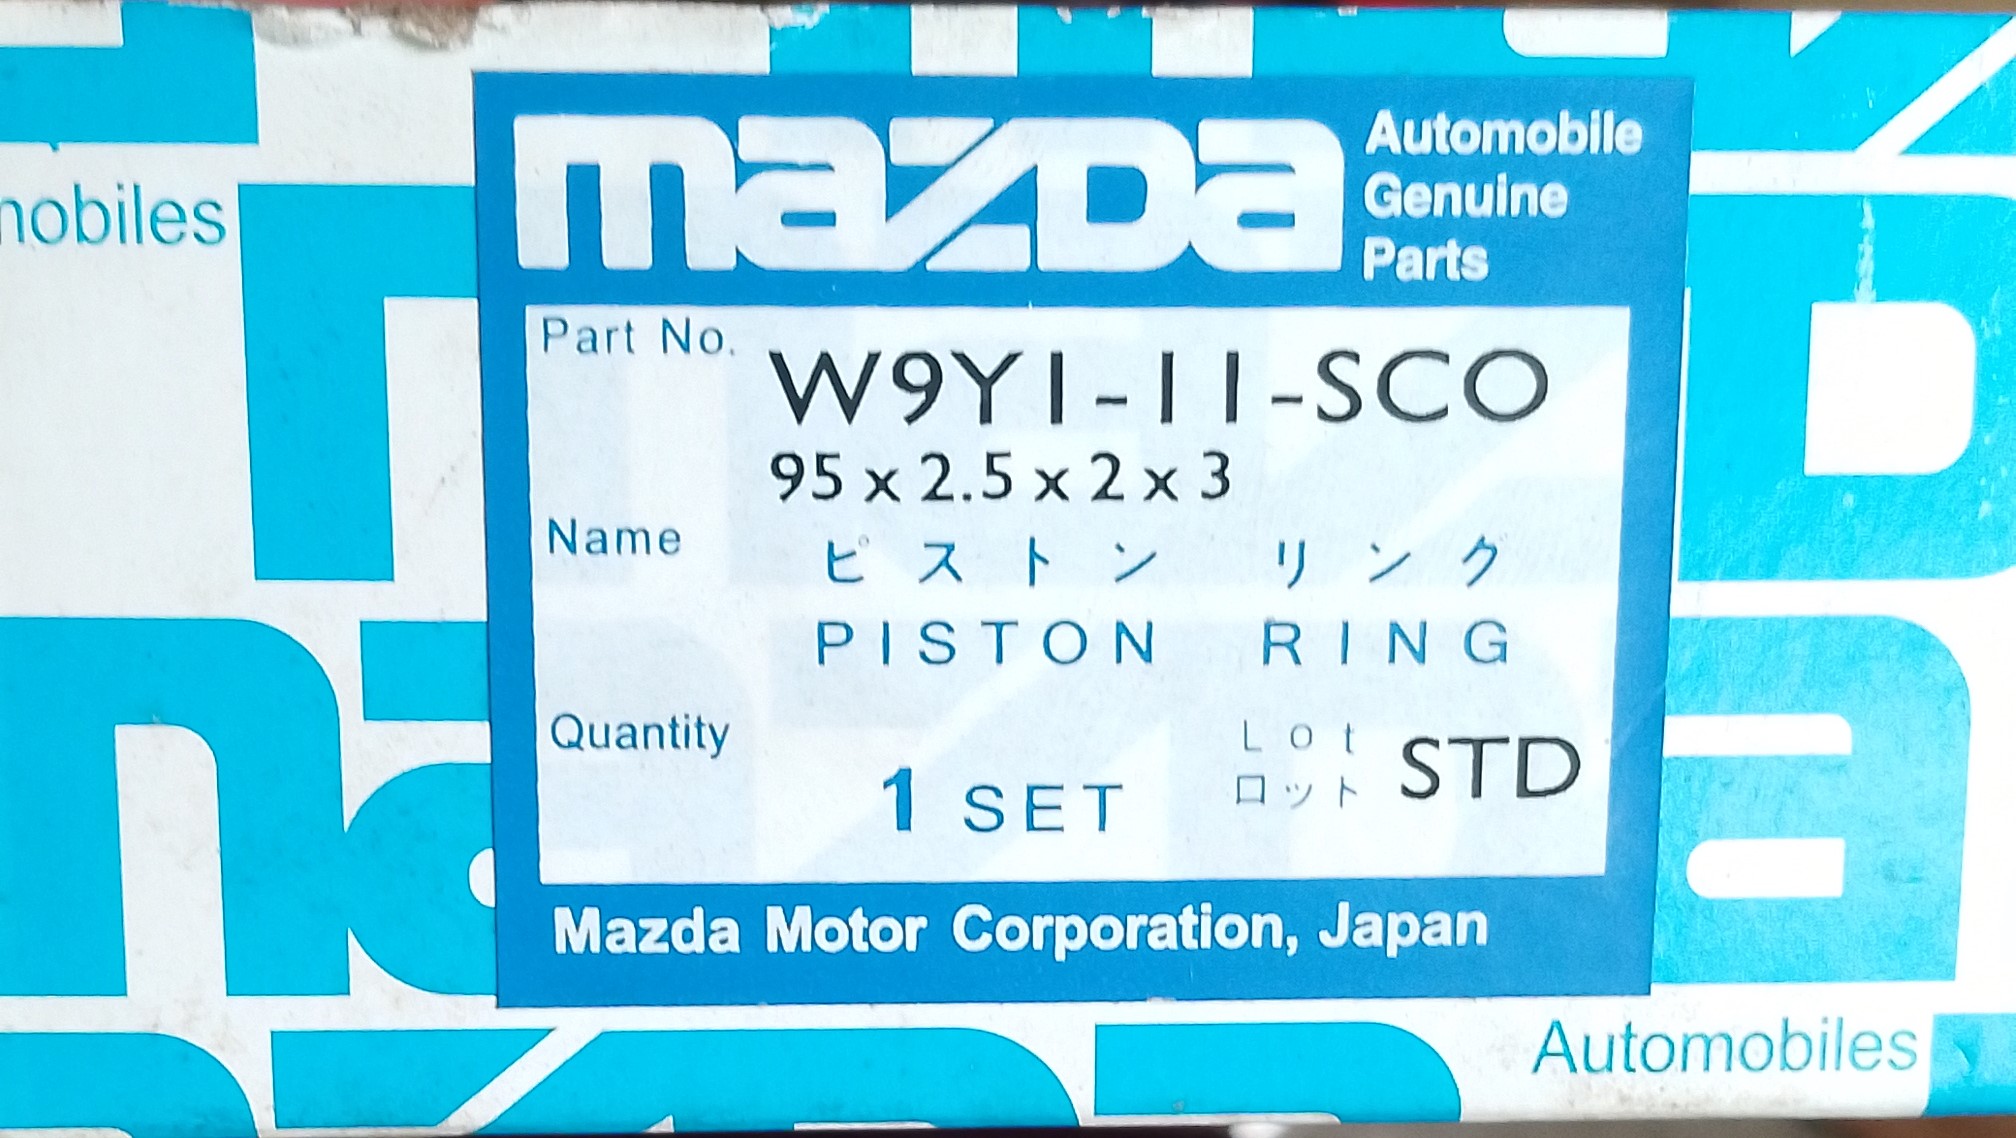 mazda
Automobile
Genuine
Parts
nobiles
Part No.
W9Y1-11-SCO
95 x 2.5 x 2 x 3
Name
ピストン リング
PISTON RING
Quantity
1 SET
Lot
ロット
STD
Mazda Motor Corporation, Japan
Automobiles